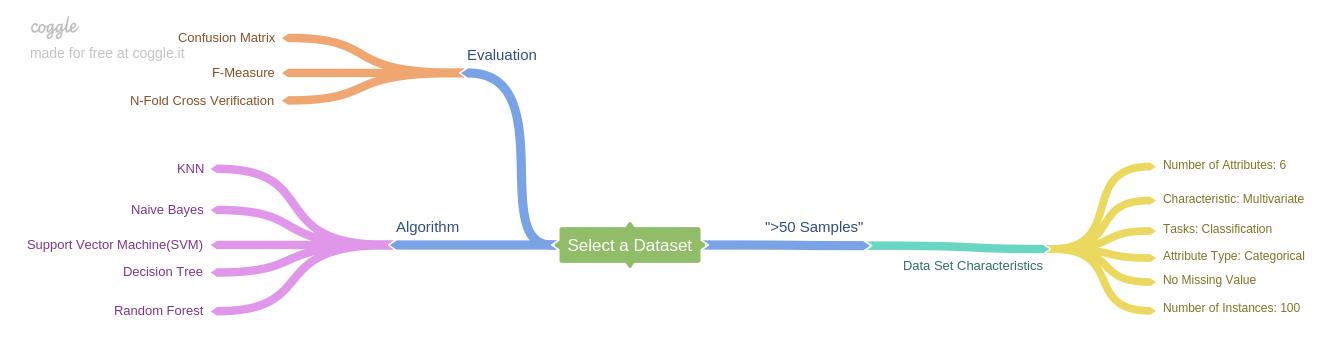 coggle
made for free at coggle.it
Confusion Matrix
F-Measure
N-Fold Cross Verification
Evaluation
KNN
Naive Bayes
Support Vector Machine(SVM)
Decision Tree
Random Forest
Algorithm
Select a Dataset
">50 Samples"
Data Set Characteristics
Number of Attributes: 6
Characteristic: Multivariate
Tasks: Classification
Attribute Type: Categorical
No Missing Value
Number of Instances: 100